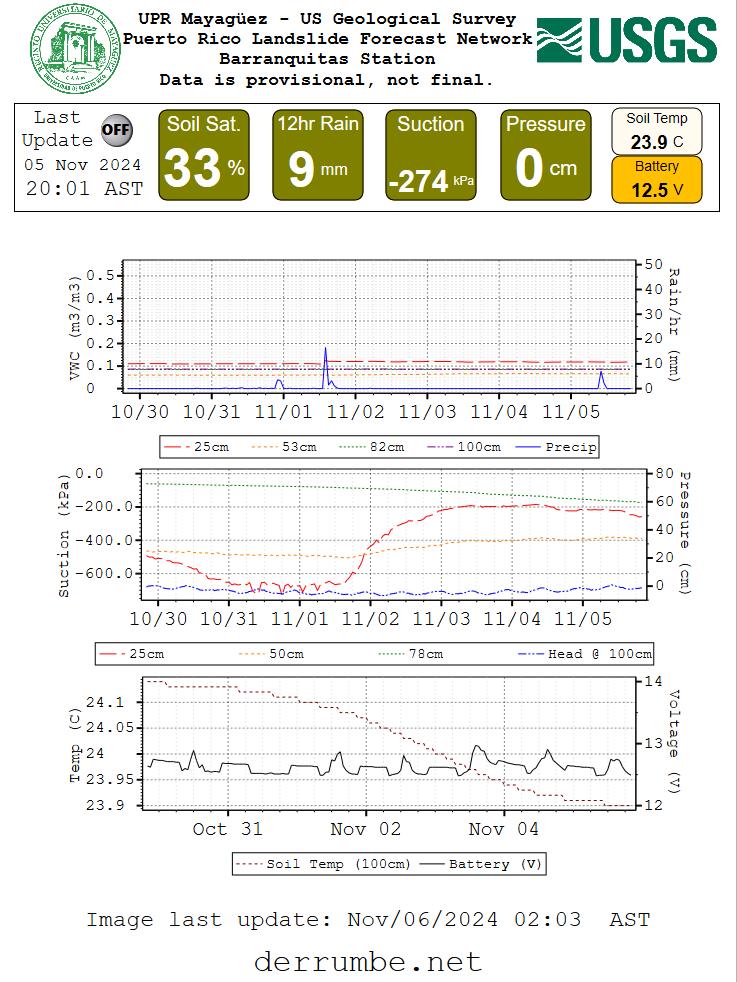 UPR Mayagüez - US Geological Survey
Puerto Rico Landslide Forecast Network
Barranquitas Station
Data is provisional, not final.
USGS
Last
Update
OFF
05 Nov 2024
20:01 AST
Soil Sat.
33 %
12hr Rain
9 mm
Suction
-274 kPa
Pressure
0 cm
Soil Temp
23.9 C
Battery
12.5 V
VWC (m3/m3)
0.5
0.4
0.3
0.2
0.1
0
50
40
30
20
10
0
Rain/hr (mm)
10/30 10/31 11/01 11/02 11/03 11/04 11/05
25cm 53cm 82cm 100cm Precip
Suction (kPa)
0.0
-200.0
-400.0
-600.0
80
60
40
20
0
Pressure (cm)
10/30 10/31 11/01 11/02 11/03 11/04 11/05
25cm 50cm 78cm Head @ 100cm
Temp (C)
24.1
24.05
24
23.95
23.9
14
13
12
Voltage (V)
Oct 31 Nov 02 Nov 04
Soil Temp (100cm) Battery (V)
Image last update: Nov/06/2024 02:03 AST
derrumbe.net